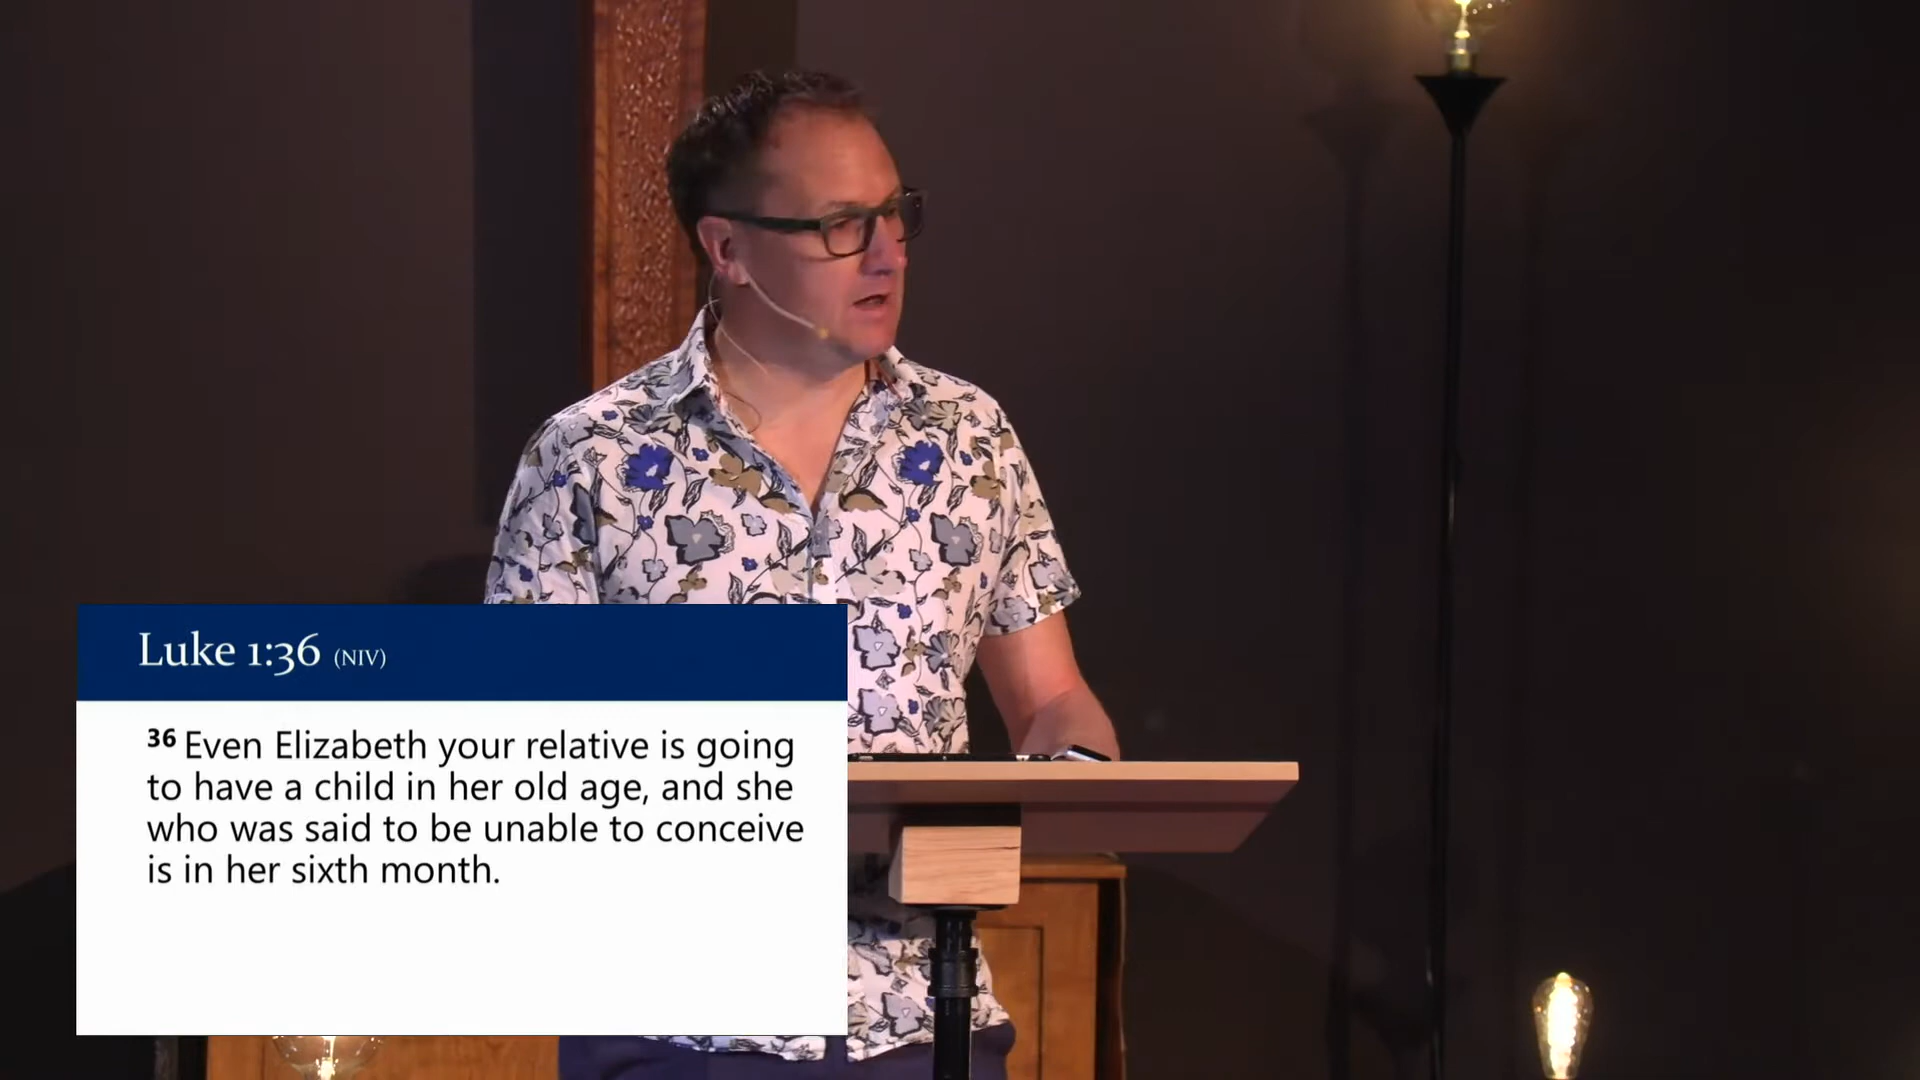 Luke 1:36 (NIV)
36 Even Elizabeth your relative is going
to have a child in her old age, and she
who was said to be unable to conceive
is in her sixth month.